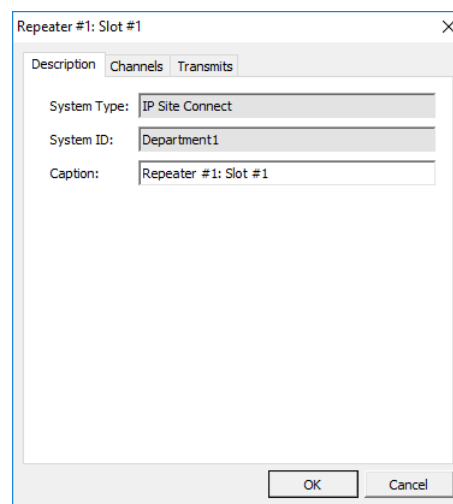 Repeater #1: Slot #1
Description Channels Transmits
System Type: IP Site Connect
System ID: Department1
Caption: Repeater #1: Slot #1
OK Cancel